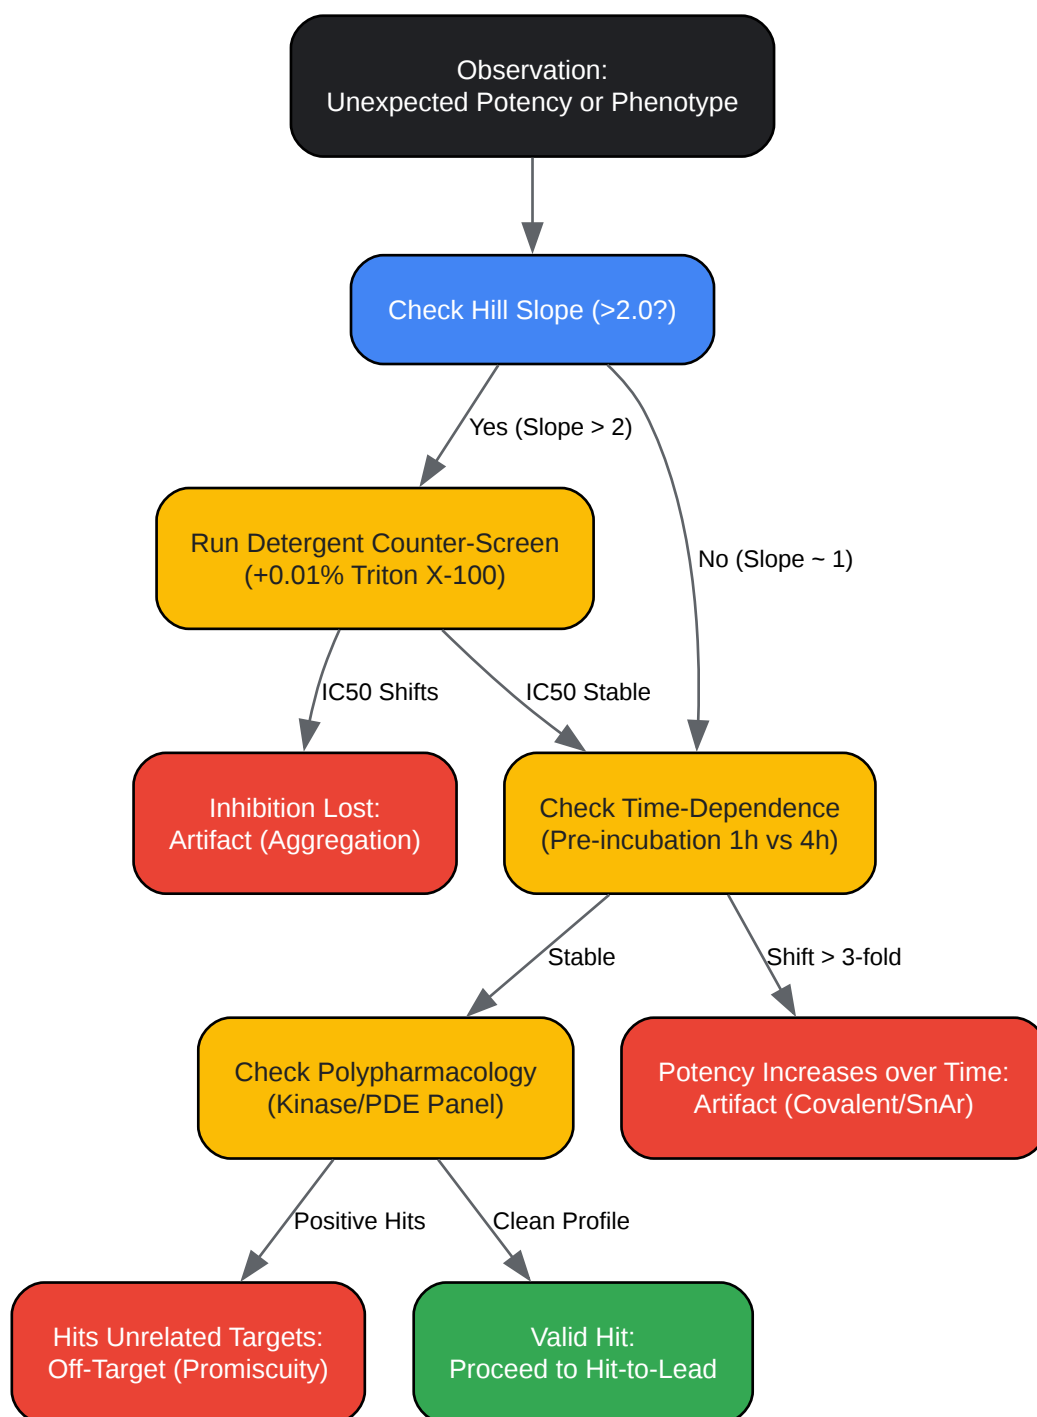 Observation:
Unexpected Potency or Phenotype
Check Hill Slope (>2.0?)
Yes (Slope > 2)
Run Detergent Counter-Screen
(+0.01% Triton X-100)
No (Slope ~ 1)
IC50 Shifts
IC50 Stable
Inhibition Lost:
Artifact (Aggregation)
Check Time-Dependence
(Pre-incubation 1h vs 4h)
Stable
Shift > 3-fold
Check Polypharmacology
(Kinase/PDE Panel)
Potency Increases over Time:
Artifact (Covalent/SnAr)
Positive Hits
Clean Profile
Hits Unrelated Targets:
Off-Target (Promiscuity)
Valid Hit:
Proceed to Hit-to-Lead